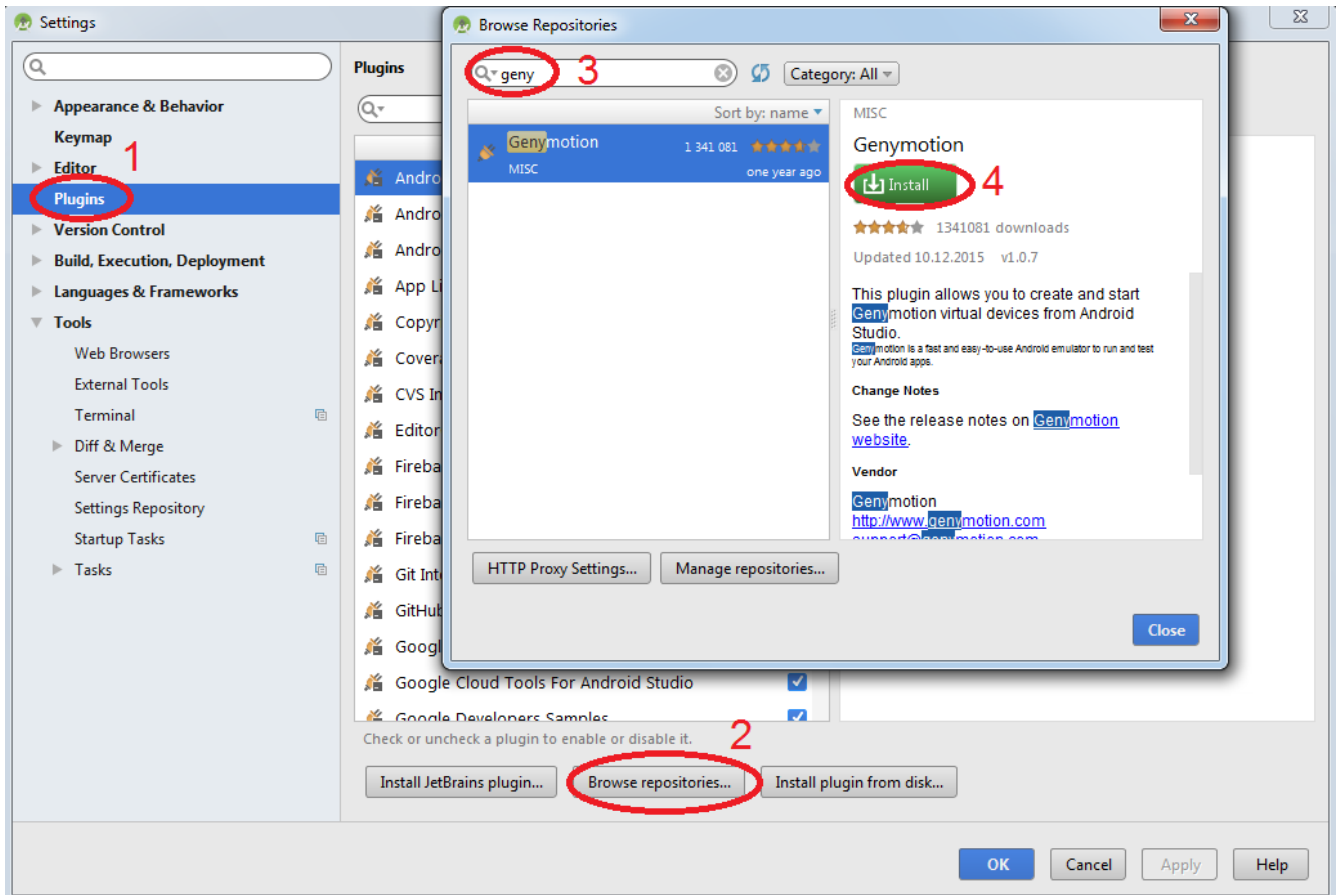 Settings
Appearance & Behavior
Keymap
1
Editor
Plugins
Version Control
Build, Execution, Deployment
Languages & Frameworks
Tools
Web Browsers
External Tools
Terminal
Diff & Merge
Server Certificates
Settings Repository
Startup Tasks
Tasks
Plugins
Andro
Andro
Andro
App Li
Copyr
Covera
CVS In
Editor
Fireba
Fireba
Fireba
Git Inte
GitHub
Googl
Google Cloud Tools For Android Studio
Google Developers Samples
Check or uncheck a plugin to enable or disable it.
2
Install JetBrains plugin...
Browse repositories...
Install plugin from disk...
OK
Cancel
Apply
Help
Browse Repositories
geny
3
Category: All
Sort by: name
Genymotion
1 341 081
MISC
one year ago
MISC
Genymotion
Install
4
1341081 downloads
Updated 10.12.2015 v1.0.7
This plugin allows you to create and start
Genymotion virtual devices from Android
Studio.
Genymotion is a fast and easy-to-use Android emulator to run and test
your Android apps.
Change Notes
See the release notes on Genymotion
website.
Vendor
Genymotion
http://www.genymotion.com
support@genymotion.com
HTTP Proxy Settings...
Manage repositories...
Close